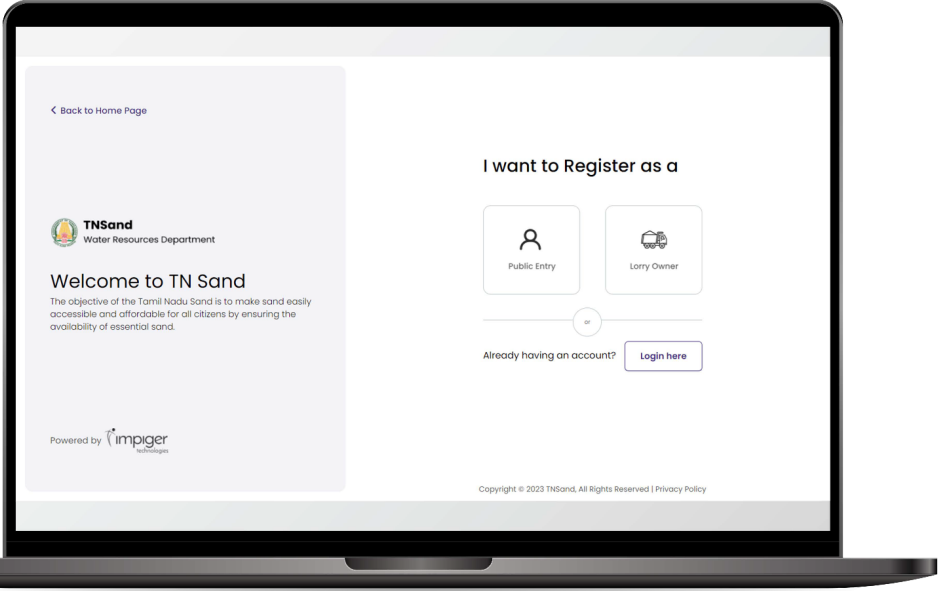 Back to Home Page
TNSand
Water Resources Department
Welcome to TN Sand
The objective of the Tamil Nadu Sand is to make sand easily
accessible and affordable for all citizens by ensuring the
availability of essential sand.
Powered by impiger
technologies
I want to Register as a
Public Entry
Lorry Owner
or
Already having an account? Login here
Copyright © 2023 TNSand, All Rights Reserved | Privacy Policy